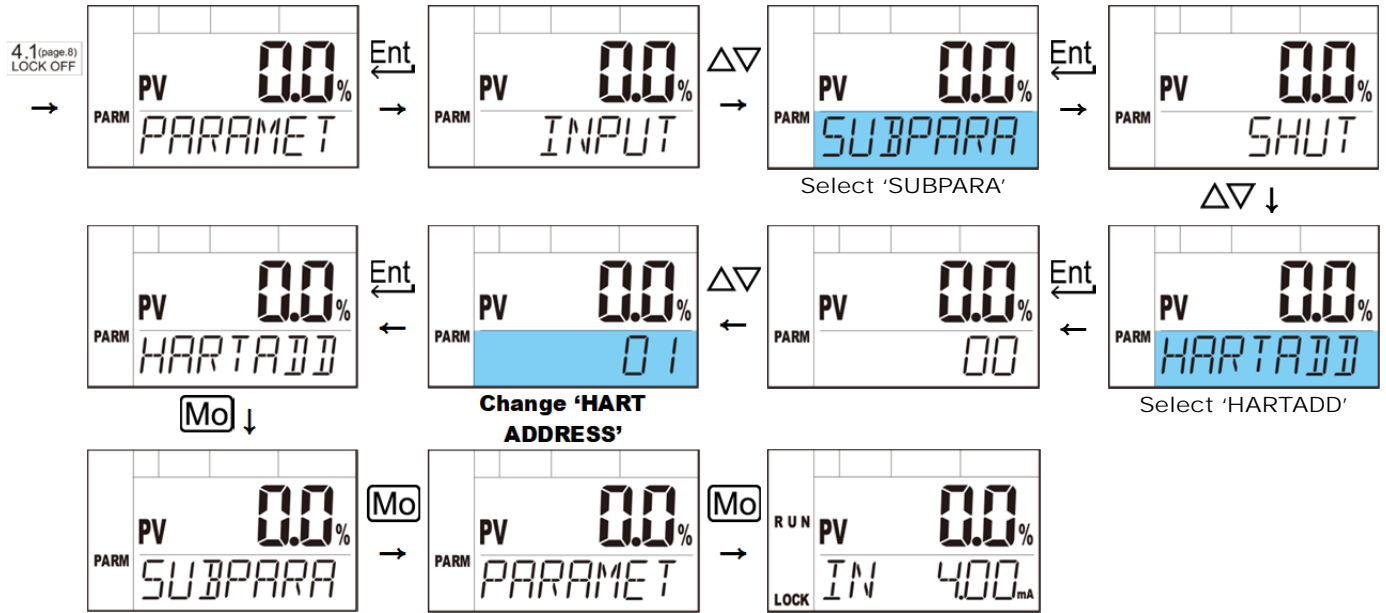 4.1(page.8)
LOCK OFF
→
PV 0.0%
PARM PARAMET
Ent
→
PV 0.0%
PARM INPUT
△▽
→
PV 0.0%
PARM SUBPARA
Select ‘SUBPARA’
Ent
→
PV 0.0%
PARM SHUT
△▽ ↓
PV 0.0%
PARM HARTADD
Ent
←
PV 0.0%
PARM 01
Change ‘HART
ADDRESS’
△▽
←
PV 0.0%
PARM 00
Ent
←
PV 0.0%
PARM HARTADD
Select ‘HARTADD’
Mo ↓
PV 0.0%
PARM SUBPARA
Mo
→
PV 0.0%
PARM PARAMET
Mo
→
RUN PV 0.0%
LOCK IN 4.00mA